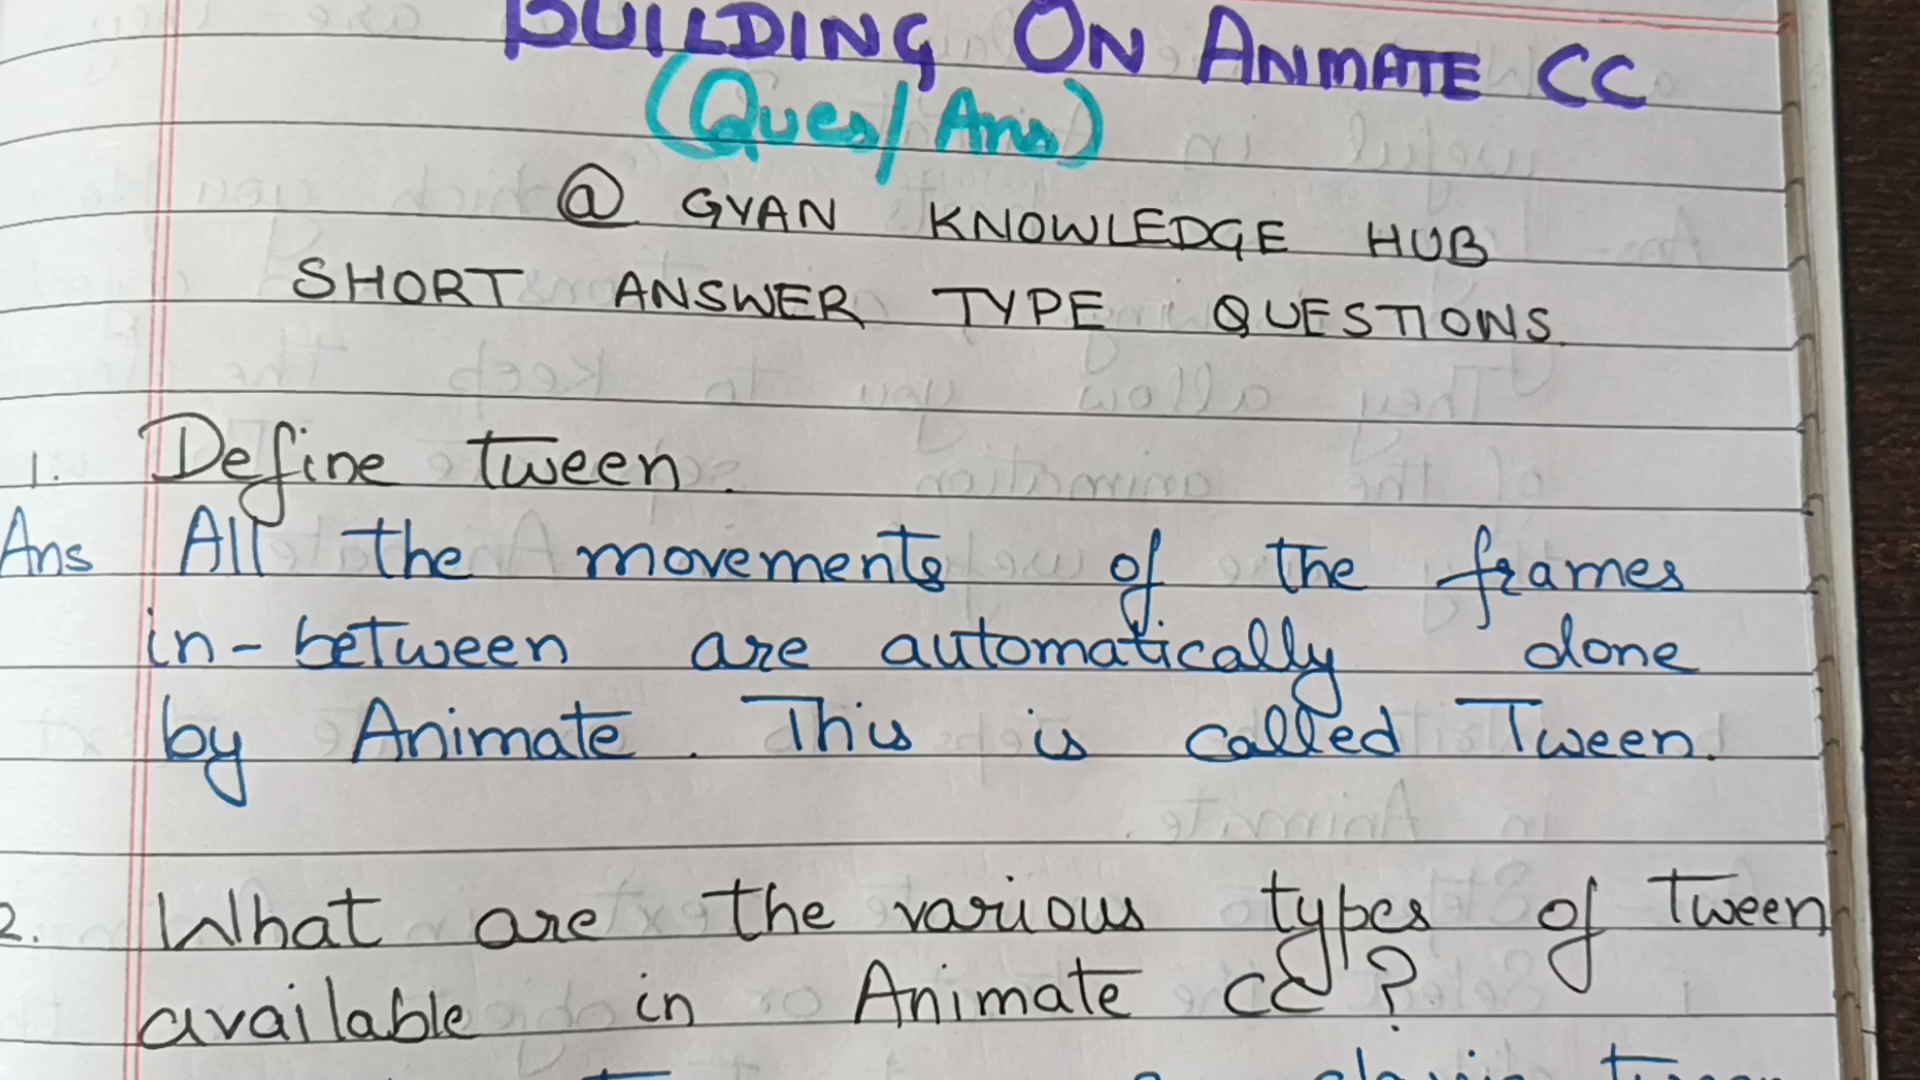 BUILDING ON ANIMATE CC
(Ques/Ans)
@ GYAN KNOWLEDGE HUB
SHORT ANSWER TYPE QUESTIONS.
1. Define tween.
Ans All the movements of the frames
in-between are automatically done
by Animate. This is called Tween.
2. What are the various types of Tween
available in Animate CC?
classic tween